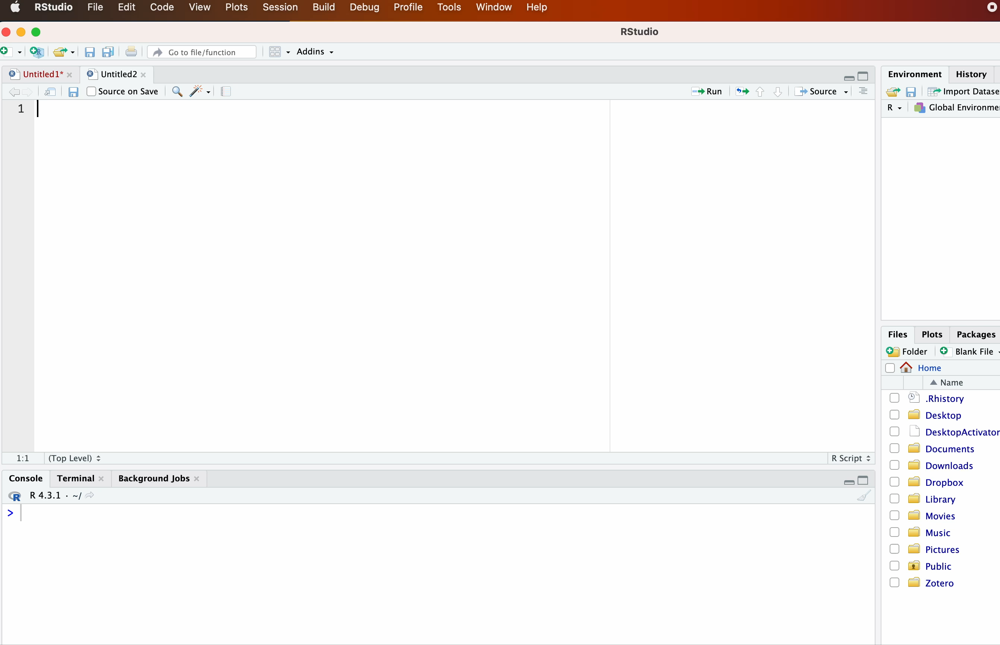 RStudio File Edit Code View Plots Session Build Debug Profile Tools Window Help
RStudio
Go to file/function Addins
Untitled1* Untitled2
Source on Save Run Source
1
1:1 (Top Level) R Script
Console Terminal Background Jobs
R 4.3.1 · ~/
>
Environment History
Import Datase
R Global Environme
Files Plots Packages
Folder Blank File
Home
Name
.Rhistory
Desktop
DesktopActivator
Documents
Downloads
Dropbox
Library
Movies
Music
Pictures
Public
Zotero